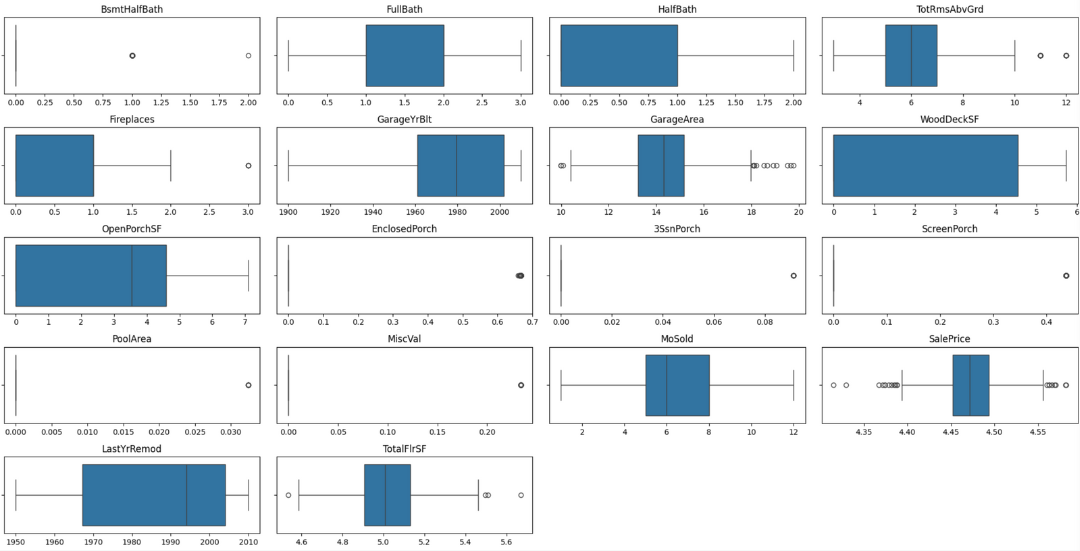 BsmtHalfBath FullBath HalfBath TotRmsAbvGrd
0.00 0.25 0.50 0.75 1.00 1.25 1.50 1.75 2.00 0.0 0.5 1.0 1.5 2.0 2.5 3.0 0.00 0.25 0.50 0.75 1.00 1.25 1.50 1.75 2.00 4 6 8 10 12
Fireplaces GarageYrBlt GarageArea WoodDeckSF
0.0 0.5 1.0 1.5 2.0 2.5 3.0 1900 1920 1940 1960 1980 2000 10 12 14 16 18 20 0 1 2 3 4 5 6
OpenPorchSF EnclosedPorch 3SsnPorch ScreenPorch
0 1 2 3 4 5 6 7 0.0 0.1 0.2 0.3 0.4 0.5 0.6 0.7 0.00 0.02 0.04 0.06 0.08 0.0 0.1 0.2 0.3 0.4
PoolArea MiscVal MoSold SalePrice
0.000 0.005 0.010 0.015 0.020 0.025 0.030 0.00 0.05 0.10 0.15 0.20 2 4 6 8 10 12 4.35 4.40 4.45 4.50 4.55
LastYrRemod TotalFlrSF
1950 1960 1970 1980 1990 2000 2010 4.6 4.8 5.0 5.2 5.4 5.6